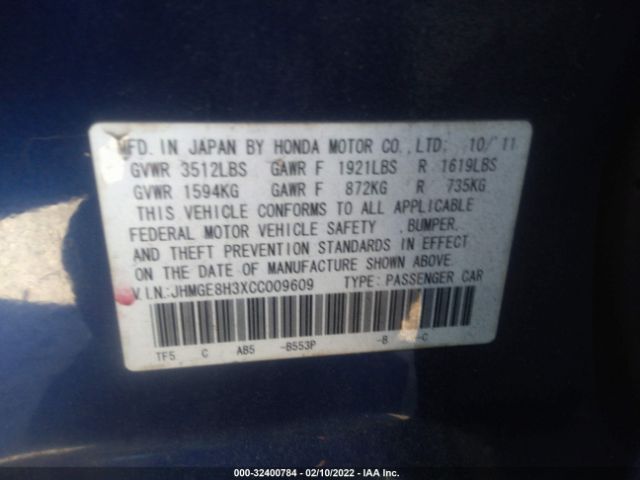 MFD. IN JAPAN BY HONDA MOTOR CO.,LTD. 10/'11
GVWR 3512LBS GAWR F 1921LBS R 1619LBS
GVWR 1594KG GAWR F 872KG R 735KG
THIS VEHICLE CONFORMS TO ALL APPLICABLE
FEDERAL MOTOR VEHICLE SAFETY ,BUMPER,
AND THEFT PREVENTION STANDARDS IN EFFECT
ON THE DATE OF MANUFACTURE SHOWN ABOVE.
V.I.N.:JHMGE8H3XCC009609 TYPE: PASSENGER CAR
TF5 C AB5 -B553P -B -C
000-32400784 - 02/10/2022 - IAA Inc.